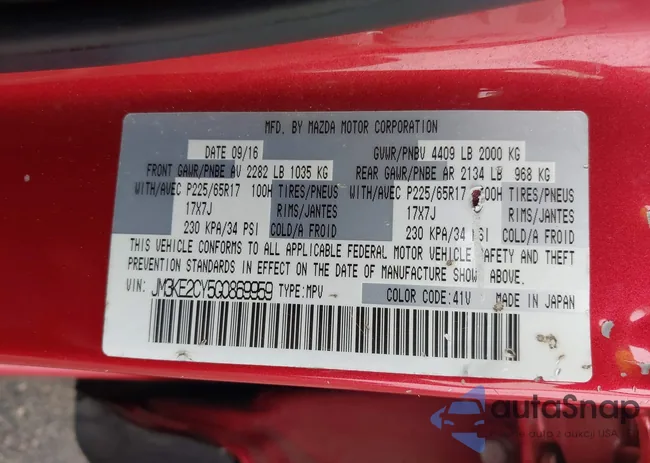 MFD. BY MAZDA MOTOR CORPORATION
DATE 09/16 GVWR/PNBV 4409 LB 2000 KG
FRONT GAWR/PNBE AV 2282 LB 1035 KG REAR GAWR/PNBE AR 2134 LB 968 KG
WITH/AVEC P225/65R17 100H TIRES/PNEUS WITH/AVEC P225/65R17 100H TIRES/PNEUS
17X7J RIMS/JANTES 17X7J RIMS/JANTES
230 KPA/34 PSI COLD/A FROID 230 KPA/34 PSI COLD/A FROID
THIS VEHICLE CONFORMS TO ALL APPLICABLE FEDERAL MOTOR VEHICLE SAFETY AND THEFT
PREVENTION STANDARDS IN EFFECT ON THE DATE OF MANUFACTURE SHOWN ABOVE.
VIN: JM3KE2CY5G0869959 TYPE:MPV COLOR CODE:41V MADE IN JAPAN
autoSnap
auta z aukcji USA